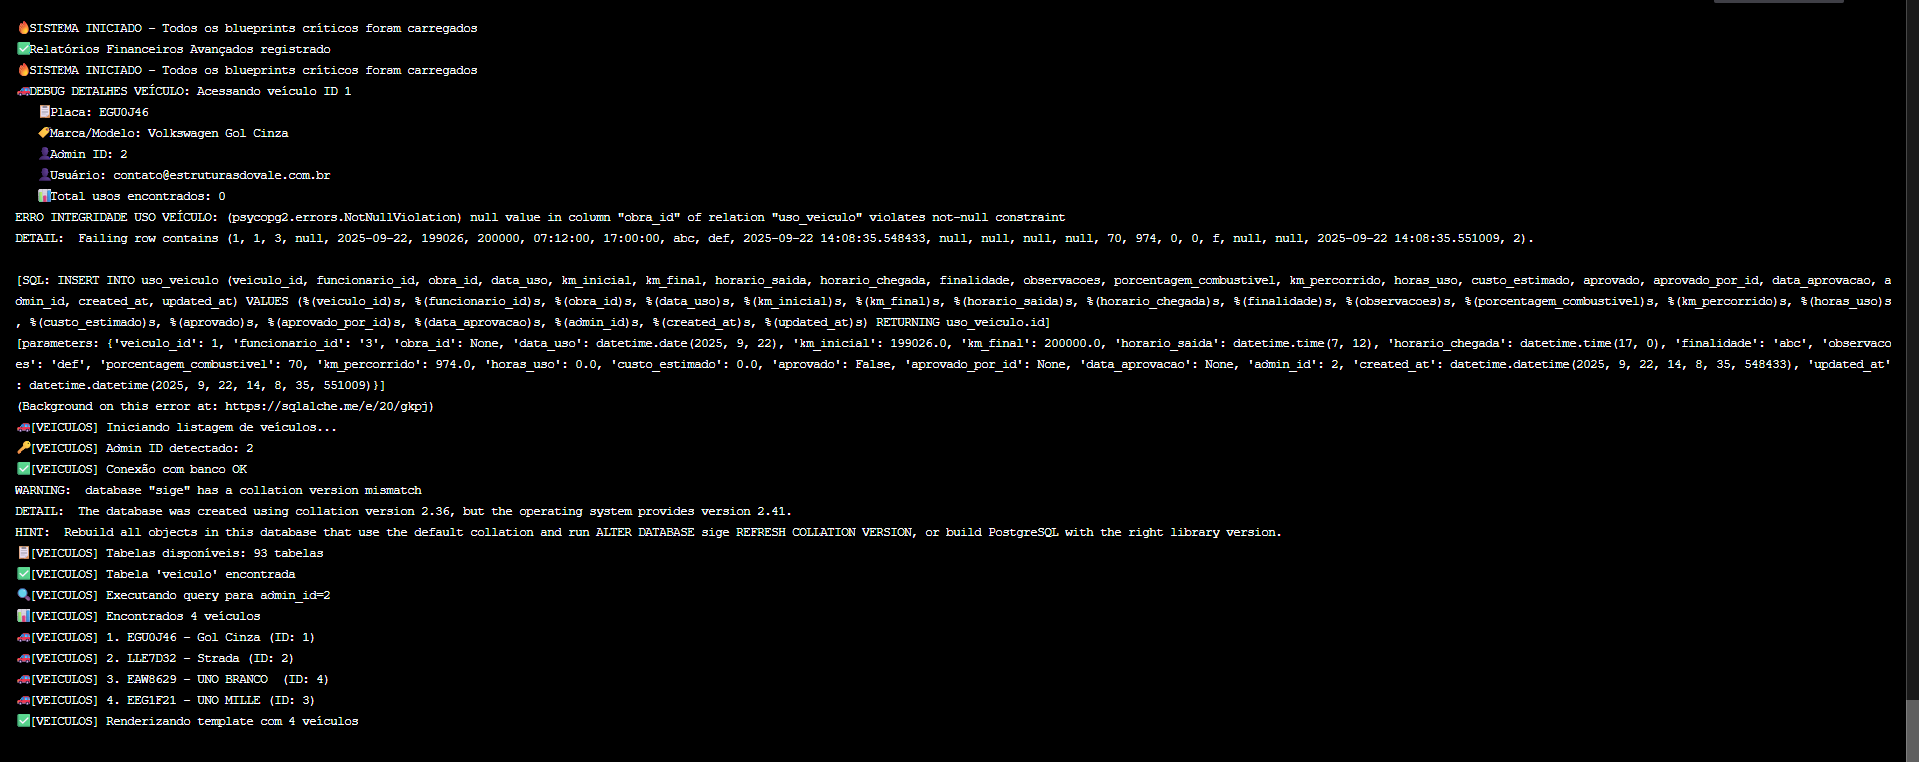 🔥SISTEMA INICIADO - Todos os blueprints críticos foram carregados
✅Relatórios Financeiros Avançados registrado
🔥SISTEMA INICIADO - Todos os blueprints críticos foram carregados
🚗DEBUG DETALHES VEÍCULO: Acessando veículo ID 1
📋Placa: EGU0J46
🏷️Marca/Modelo: Volkswagen Gol Cinza
👤Admin ID: 2
👤Usuário: contato@estruturasdovale.com.br
📊Total usos encontrados: 0
ERRO INTEGRIDADE USO VEÍCULO: (psycopg2.errors.NotNullViolation) null value in column "obra_id" of relation "uso_veiculo" violates not-null constraint
DETAIL:  Failing row contains (1, 1, 3, null, 2025-09-22, 199026, 200000, 07:12:00, 17:00:00, abc, def, 2025-09-22 14:08:35.548433, null, null, null, null, 70, 974, 0, 0, f, null, null, 2025-09-22 14:08:35.551009, 2).
[SQL: INSERT INTO uso_veiculo (veiculo_id, funcionario_id, obra_id, data_uso, km_inicial, km_final, horario_saida, horario_chegada, finalidade, observacoes, porcentagem_combustivel, km_percorrido, horas_uso, custo_estimado, aprovado, aprovado_por_id, data_aprovacao, a
dmin_id, created_at, updated_at) VALUES (%(veiculo_id)s, %(funcionario_id)s, %(obra_id)s, %(data_uso)s, %(km_inicial)s, %(km_final)s, %(horario_saida)s, %(horario_chegada)s, %(finalidade)s, %(observacoes)s, %(porcentagem_combustivel)s, %(km_percorrido)s, %(horas_uso)s
, %(custo_estimado)s, %(aprovado)s, %(aprovado_por_id)s, %(data_aprovacao)s, %(admin_id)s, %(created_at)s, %(updated_at)s) RETURNING uso_veiculo.id]
[parameters: {'veiculo_id': 1, 'funcionario_id': '3', 'obra_id': None, 'data_uso': datetime.date(2025, 9, 22), 'km_inicial': 199026.0, 'km_final': 200000.0, 'horario_saida': datetime.time(7, 12), 'horario_chegada': datetime.time(17, 0), 'finalidade': 'abc', 'observaco
es': 'def', 'porcentagem_combustivel': 70, 'km_percorrido': 974.0, 'horas_uso': 0.0, 'custo_estimado': 0.0, 'aprovado': False, 'aprovado_por_id': None, 'data_aprovacao': None, 'admin_id': 2, 'created_at': datetime.datetime(2025, 9, 22, 14, 8, 35, 548433), 'updated_at'
: datetime.datetime(2025, 9, 22, 14, 8, 35, 551009)}]
(Background on this error at: https://sqlalche.me/e/20/gkpj)
🚗[VEICULOS] Iniciando listagem de veículos...
🔑[VEICULOS] Admin ID detectado: 2
✅[VEICULOS] Conexão com banco OK
WARNING:  database "sige" has a collation version mismatch
DETAIL:  The database was created using collation version 2.36, but the operating system provides version 2.41.
HINT:  Rebuild all objects in this database that use the default collation and run ALTER DATABASE sige REFRESH COLLATION VERSION, or build PostgreSQL with the right library version.
📋[VEICULOS] Tabelas disponíveis: 93 tabelas
✅[VEICULOS] Tabela 'veiculo' encontrada
🔍[VEICULOS] Executando query para admin_id=2
📊[VEICULOS] Encontrados 4 veículos
🚗[VEICULOS] 1. EGU0J46 - Gol Cinza (ID: 1)
🚗[VEICULOS] 2. LLE7D32 - Strada (ID: 2)
🚗[VEICULOS] 3. EAW8629 - UNO BRANCO  (ID: 4)
🚗[VEICULOS] 4. EEG1F21 - UNO MILLE (ID: 3)
✅[VEICULOS] Renderizando template com 4 veículos